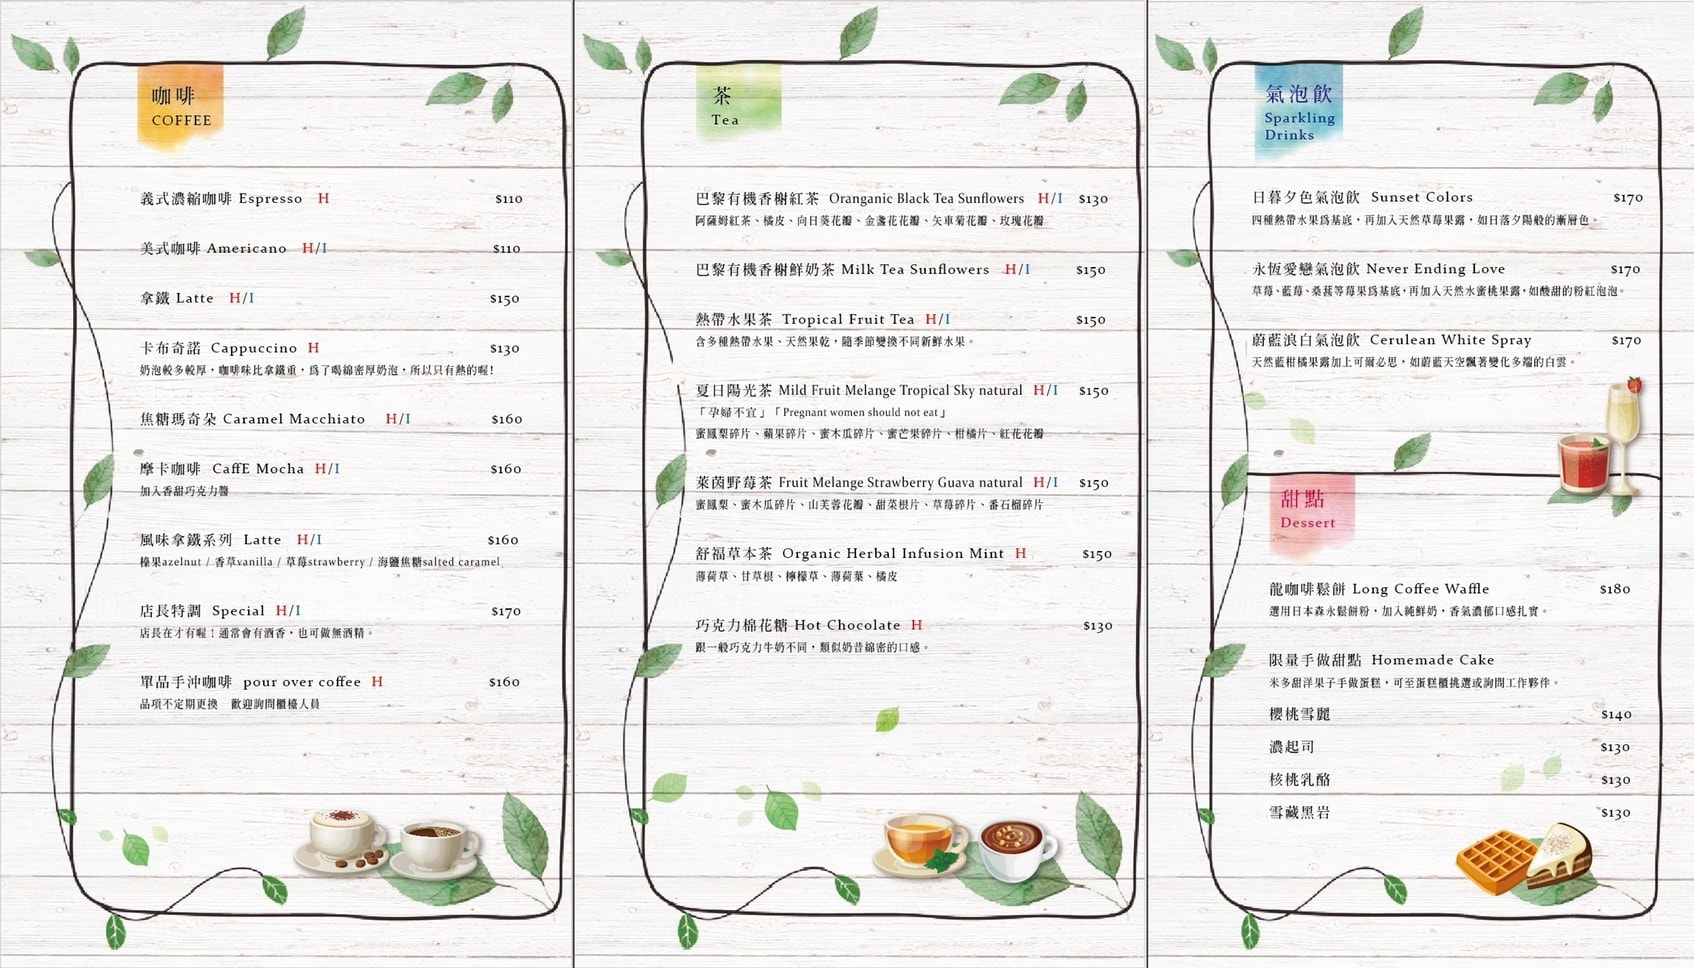 咖啡
COFFEE
義式濃縮咖啡 Espresso H $110
美式咖啡 Americano H/I $110
拿鐵 Latte H/I $150
卡布奇諾 Cappuccino H $130
奶泡較多較厚，咖啡味比拿鐵重，為了喝綿密厚奶泡，所以只有熱的喔!
焦糖瑪奇朵 Caramel Macchiato H/I $160
摩卡咖啡 CaffE Mocha H/I $160
加入香甜巧克力醬
風味拿鐵系列 Latte H/I $160
榛果azelnut / 香草vanilla / 草莓strawberry / 海鹽焦糖salted caramel
店長特調 Special H/I $170
店長在才有喔！通常會有酒香，也可做無酒精。
單品手沖咖啡 pour over coffee H $160
品項不定期更換 歡迎詢問櫃檯人員
茶
Tea
巴黎有機香榭紅茶 Oranganic Black Tea Sunflowers H/I $130
阿薩姆紅茶、橘皮、向日葵花瓣、金盞花花瓣、矢車菊花瓣、玫瑰花瓣
巴黎有機香榭鮮奶茶 Milk Tea Sunflowers H/I $150
熱帶水果茶 Tropical Fruit Tea H/I $150
含多種熱帶水果、天然果乾，隨季節變換不同新鮮水果。
夏日陽光茶 Mild Fruit Melange Tropical Sky natural H/I $150
「孕婦不宜」「Pregnant women should not eat」
蜜鳳梨碎片、蘋果碎片、蜜木瓜碎片、蜜芒果碎片、柑橘片、紅花花瓣
萊茵野莓茶 Fruit Melange Strawberry Guava natural H/I $150
蜜鳳梨、蜜木瓜碎片、山芙蓉花瓣、甜菜根片、草莓碎片、番石榴碎片
舒福草本茶 Organic Herbal Infusion Mint H $150
薄荷草、甘草根、檸檬草、薄荷葉、橘皮
巧克力棉花糖 Hot Chocolate H $130
跟一般巧克力牛奶不同，類似奶昔綿密的口感。
氣泡飲
Sparkling
Drinks
日暮夕色氣泡飲 Sunset Colors $170
四種熱帶水果為基底，再加入天然草莓果露，如日落夕陽般的漸層色。
永恆愛戀氣泡飲 Never Ending Love $170
草莓、藍莓、桑葚等莓果為基底，再加入天然水蜜桃果露，如酸甜的粉紅泡泡。
蔚藍浪白氣泡飲 Cerulean White Spray $170
天然藍柑橘果露加上可爾必思，如蔚藍天空飄著變化多端的白雲。
甜點
Dessert
龍咖啡鬆餅 Long Coffee Waffle $180
選用日本森永鬆餅粉，加入純鮮奶，香氣濃郁口感扎實。
限量手做甜點 Homemade Cake
米多甜洋果子手做蛋糕，可至蛋糕櫃挑選或詢問工作夥伴。
櫻桃雪麗 $140
濃起司 $130
核桃乳酪 $130
雪藏黑岩 $130